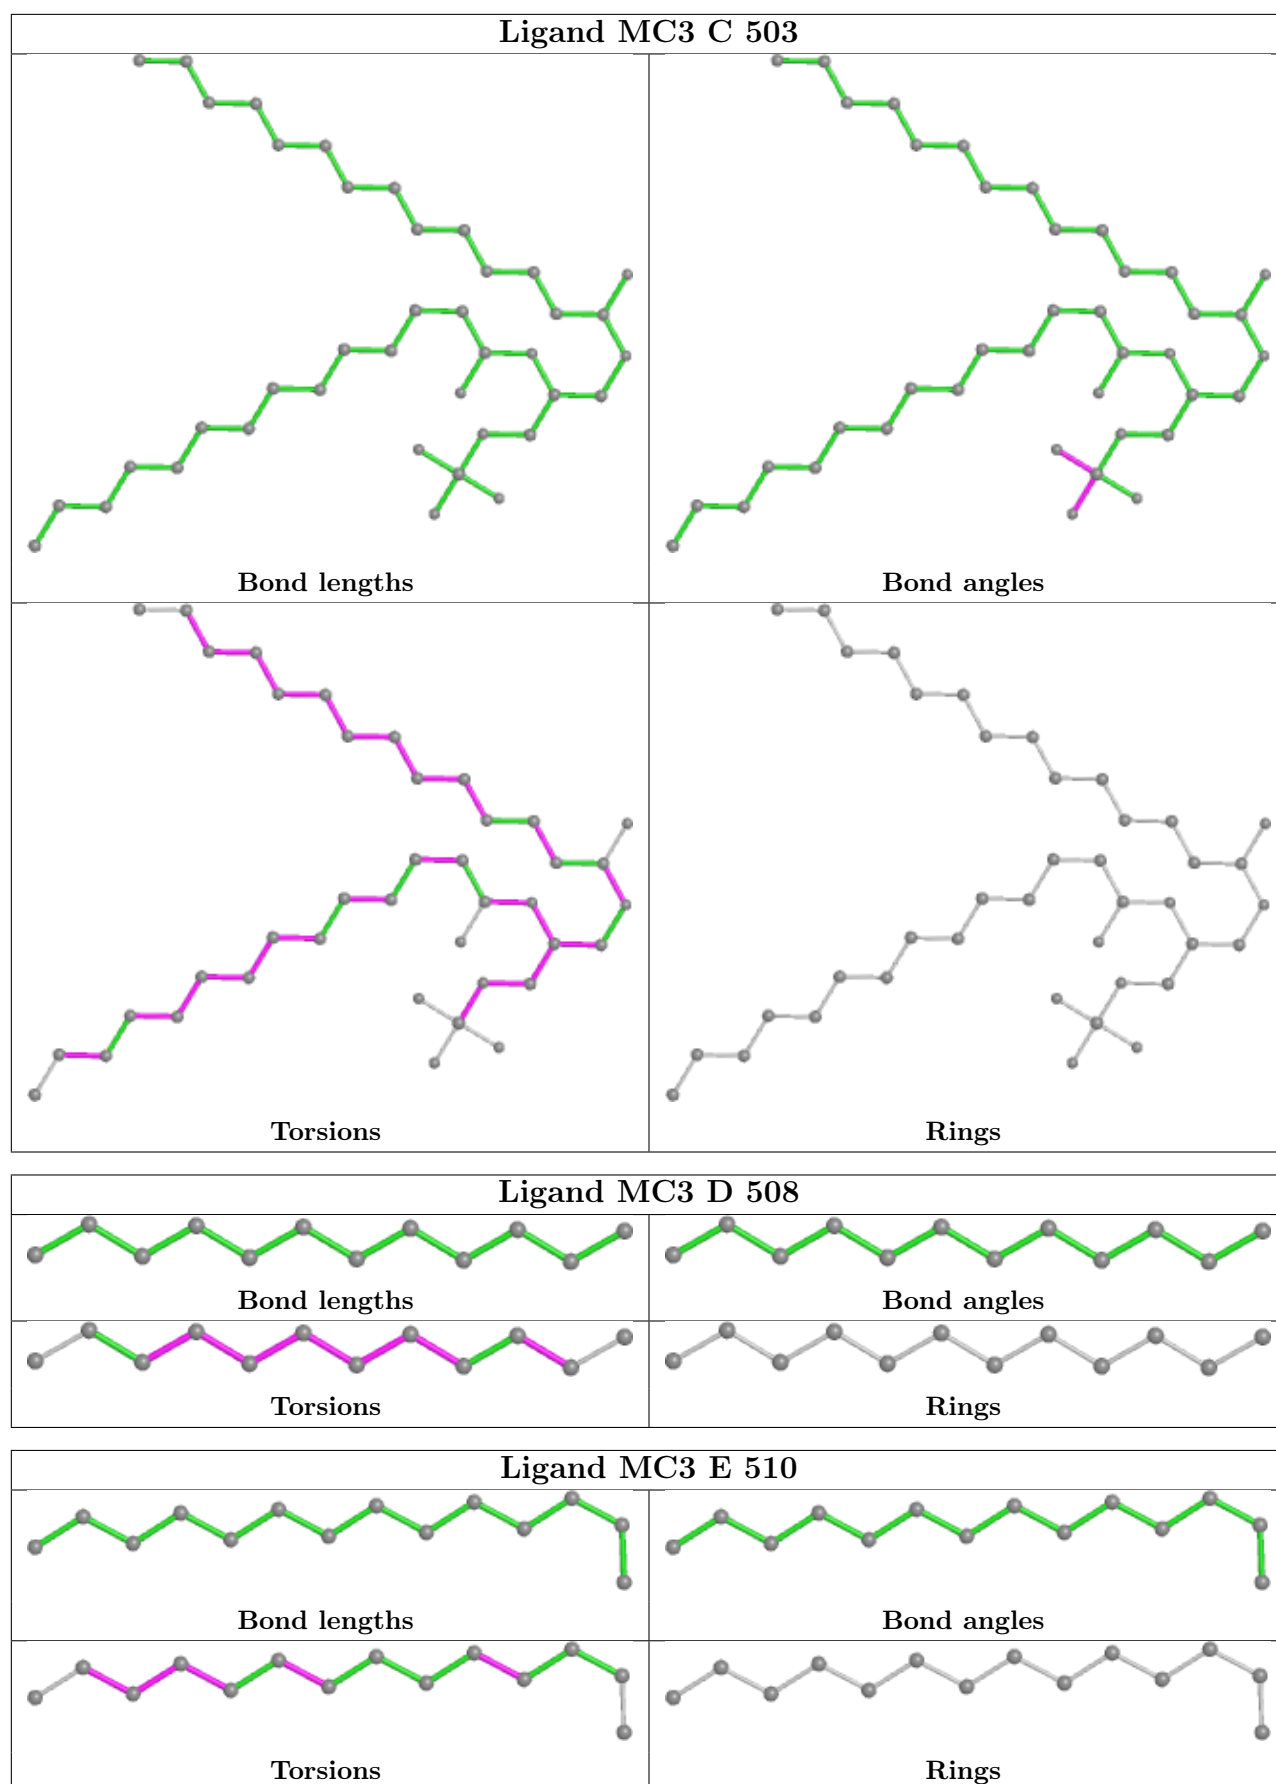 Ligand MC3 C 503
Bond lengths
Bond angles
Torsions
Rings
Ligand MC3 D 508
Bond lengths
Bond angles
Torsions
Rings
Ligand MC3 E 510
Bond lengths
Bond angles
Torsions
Rings